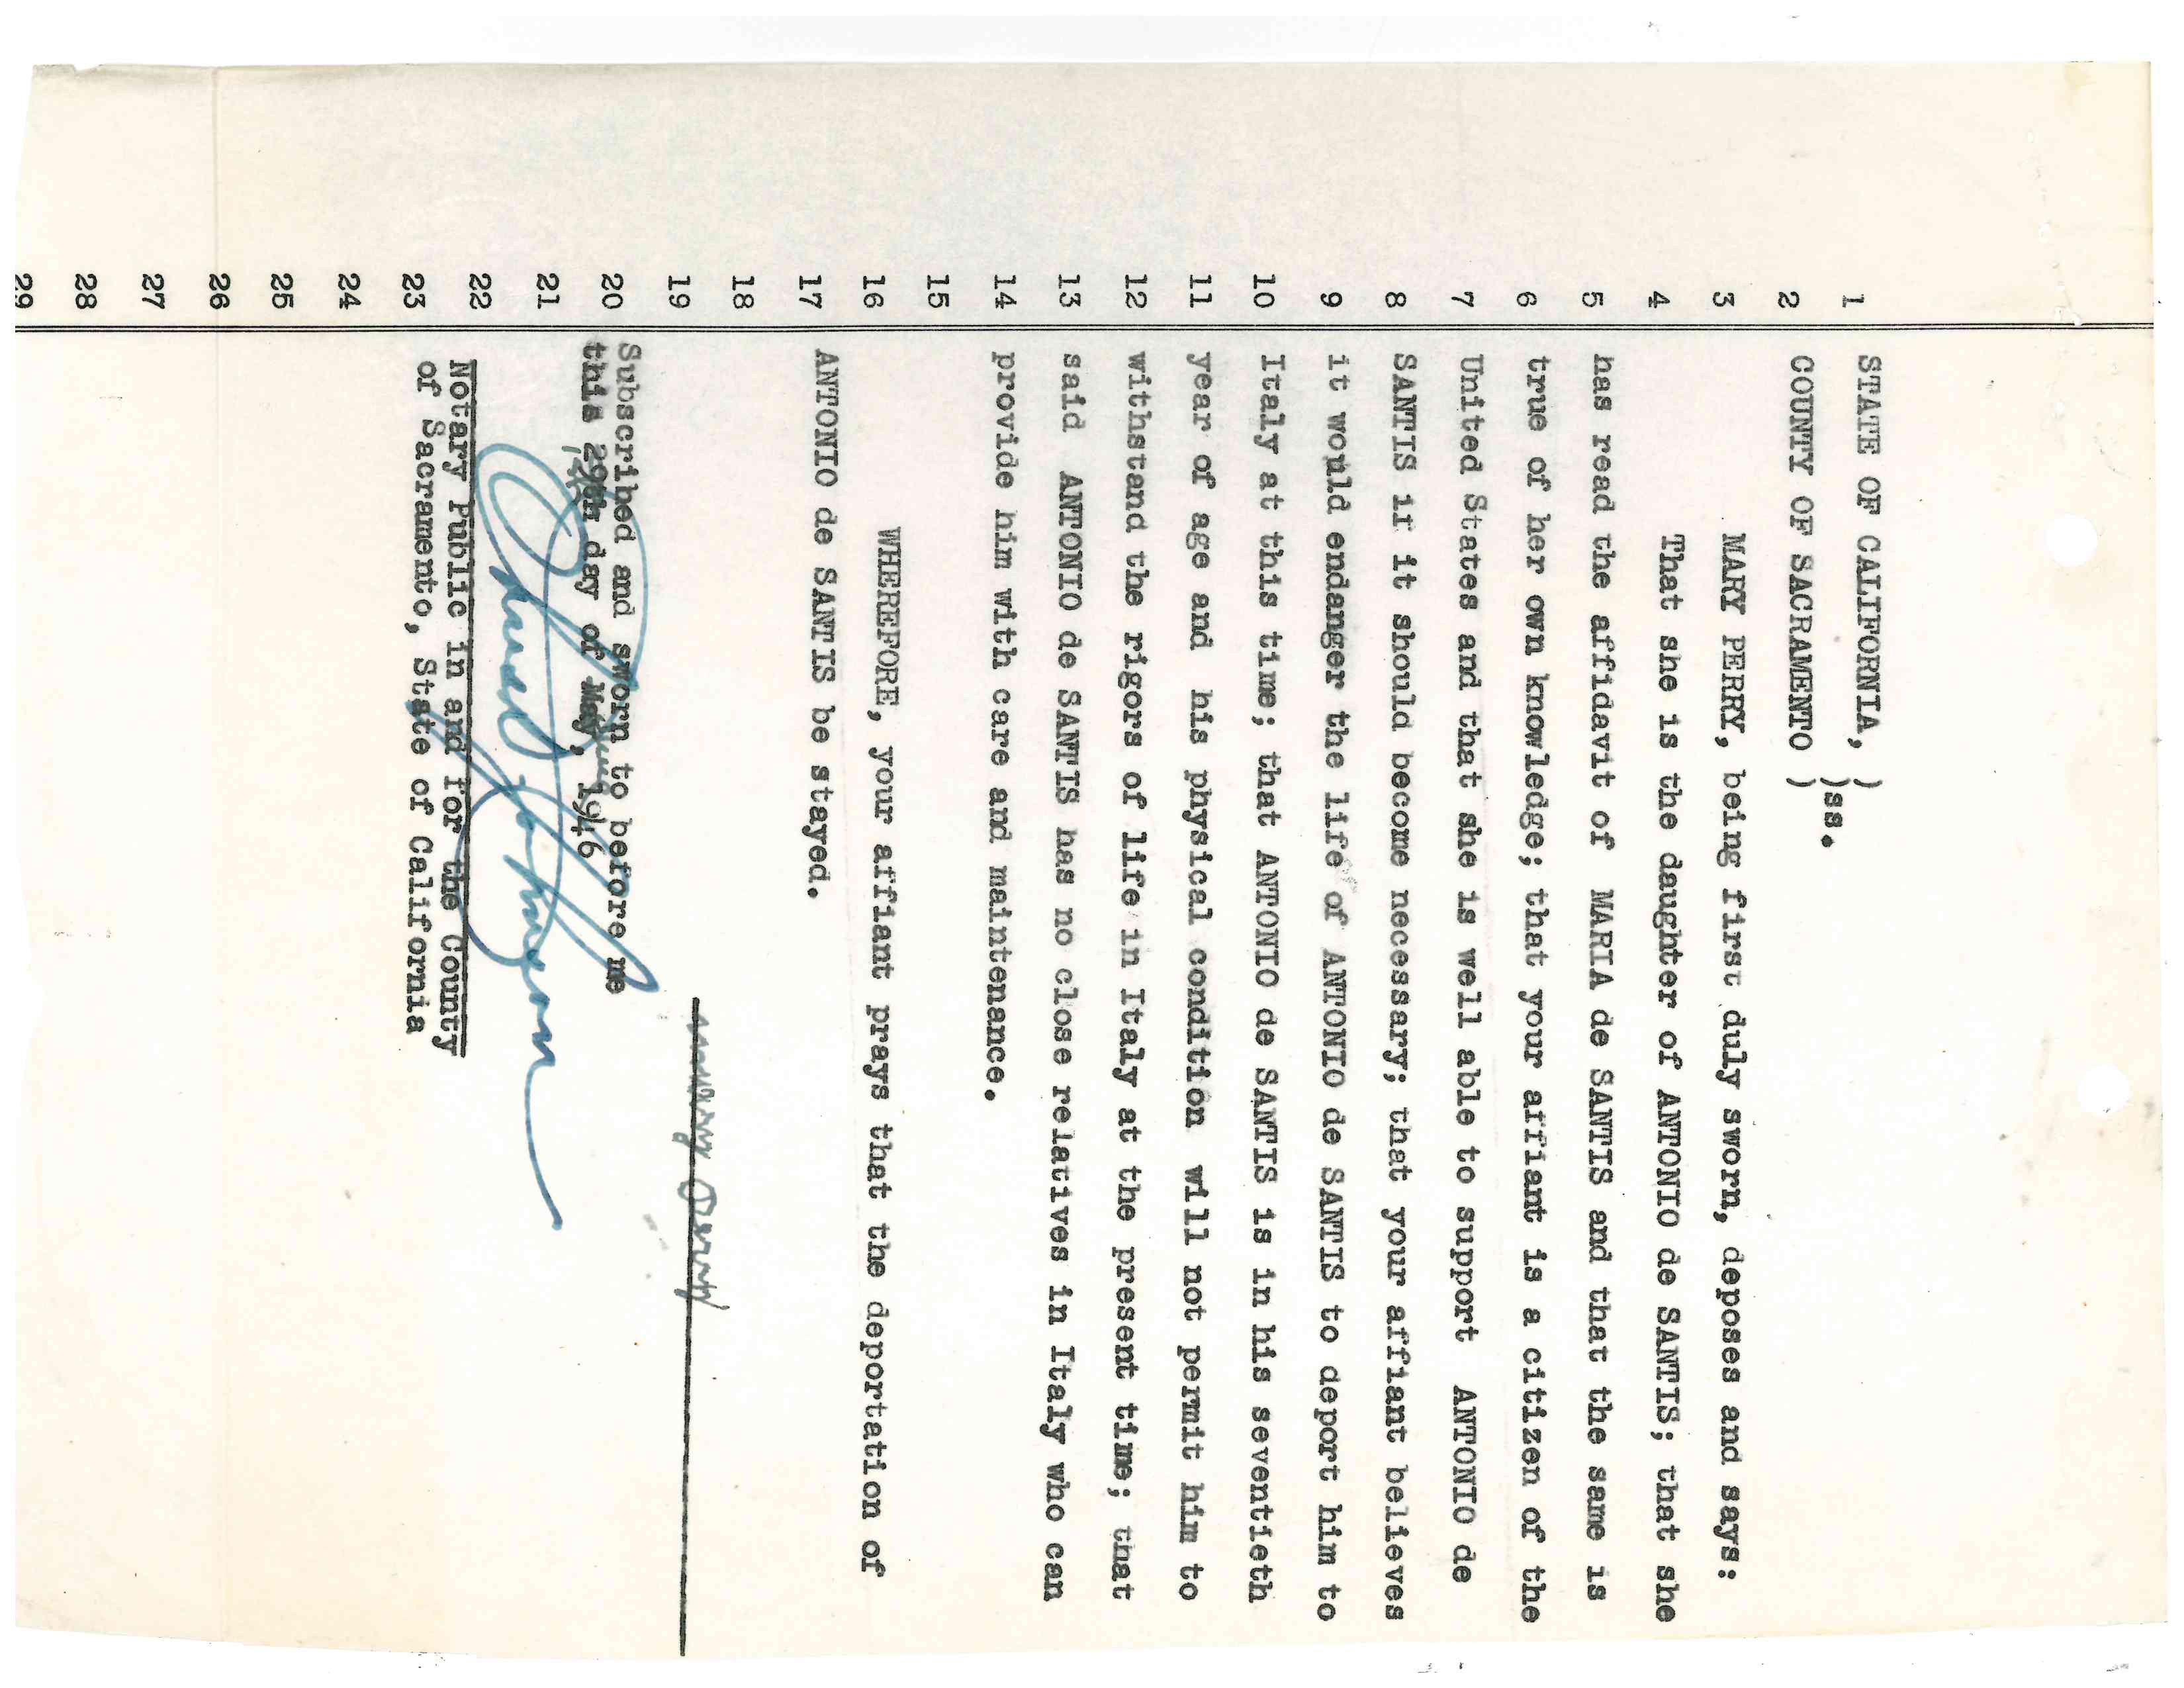 1 STATE OF CALIFORNIA, )
)ss.
2 COUNTY OF SACRAMENTO )
3 MARY PERRY, being first duly sworn, deposes and says:
4 That she is the daughter of ANTONIO de SANTIS; that she
5 has read the affidavit of MARIA de SANTIS and that the same is
6 true of her own knowledge; that your affiant is a citizen of the
7 United States and that she is well able to support ANTONIO de
8 SANTIS if it should become necessary; that your affiant believes
9 it would endanger the life of ANTONIO de SANTIS to deport him to
10 Italy at this time; that ANTONIO de SANTIS is in his seventieth
11 year of age and his physical condition will not permit him to
12 withstand the rigors of life in Italy at the present time; that
13 said ANTONIO de SANTIS has no close relatives in Italy who can
14 provide him with care and maintenance.
15
16 WHEREFORE, your affiant prays that the deportation of
17 ANTONIO de SANTIS be stayed.
18
mary Perry
19
20 Subscribed and sworn to before me
June
this 29th day of May, 1946
21 Johnson
22
Notary Public in and for the County
23 of Sacramento, State of California
24
25
26
27
28
29